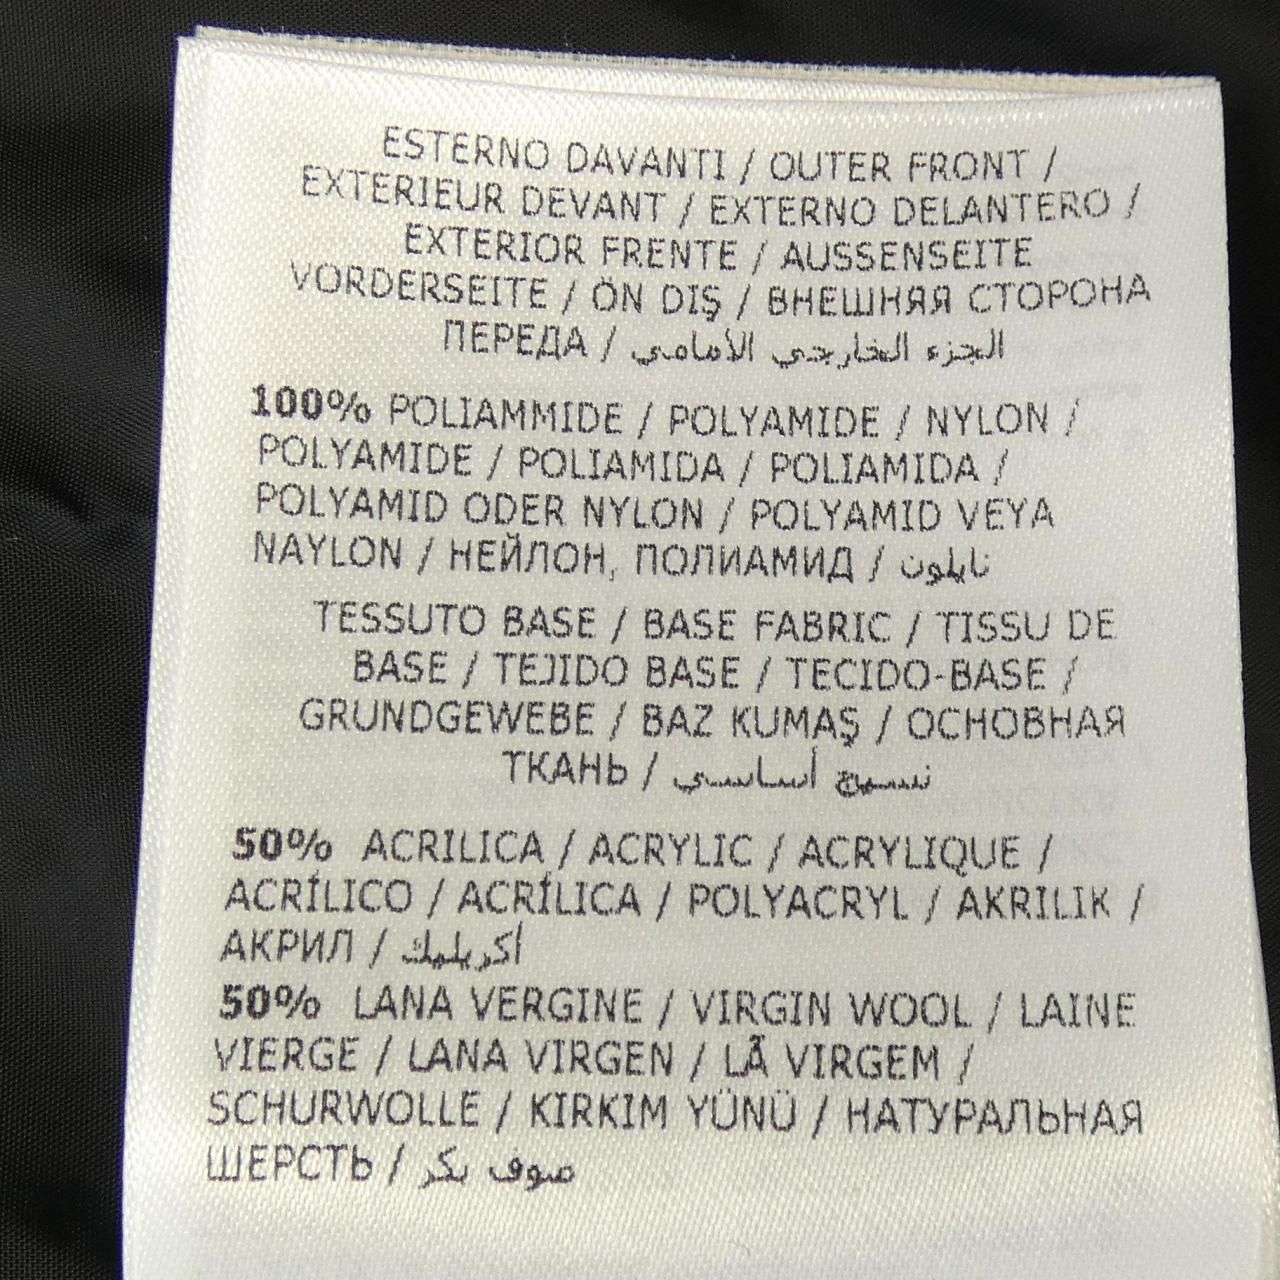 ESTERNO DAVANTI / OUTER FRONT /
EXTERIEUR DEVANT / EXTERNO DELANTERO /
EXTERIOR FRENTE / AUSSENSEITE
VORDERSEITE / ÖN DIŞ / ВНЕШНЯЯ СТОРОНА
ПЕРЕДА / الجزء الخارجي الأمامي
100% POLIAMMIDE / POLYAMIDE / NYLON /
POLYAMIDE / POLIAMIDA / POLIAMIDA /
POLYAMID ODER NYLON / POLYAMID VEYA
NAYLON / НЕЙЛОН, ПОЛИАМИД / نايلون
TESSUTO BASE / BASE FABRIC / TISSU DE
BASE / TEJIDO BASE / TECIDO-BASE /
GRUNDGEWEBE / BAZ KUMAŞ / ОСНОВНАЯ
ТКАНЬ / نسيج أساسي
50% ACRILICA / ACRYLIC / ACRYLIQUE /
ACRÍLICO / ACRÍLICA / POLYACRYL / AKRILIK /
АКРИЛ / أكريليك
50% LANA VERGINE / VIRGIN WOOL / LAINE
VIERGE / LANA VIRGEN / LÃ VIRGEM /
SCHURWOLLE / KIRKIM YÜNÜ / НАТУРАЛЬНАЯ
ШЕРСТЬ / صوف بكر